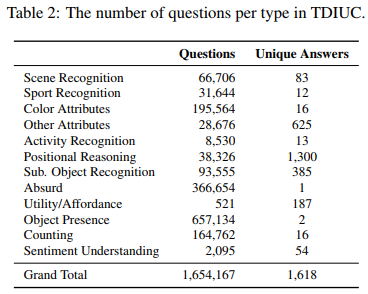 Table 2: The number of questions per type in TDIUC.
Questions Unique Answers
Scene Recognition 66,706 83
Sport Recognition 31,644 12
Color Attributes 195,564 16
Other Attributes 28,676 625
Activity Recognition 8,530 13
Positional Reasoning 38,326 1,300
Sub. Object Recognition 93,555 385
Absurd 366,654 1
Utility/Affordance 521 187
Object Presence 657,134 2
Counting 164,762 16
Sentiment Understanding 2,095 54
Grand Total 1,654,167 1,618